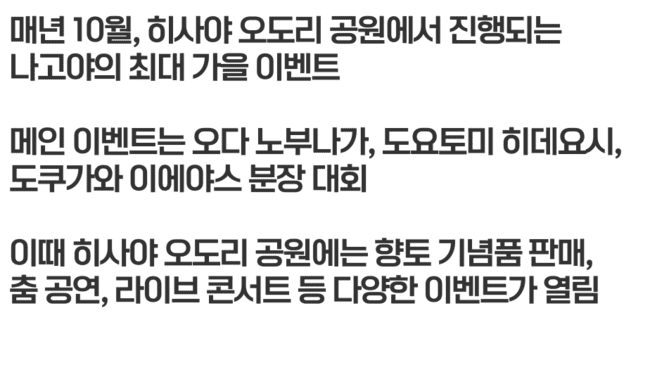 매년 10월, 히사야 오도리 공원에서 진행되는
나고야의 최대 가을 이벤트
메인 이벤트는 오다 노부나가, 도요토미 히데요시,
도쿠가와 이에야스 분장 대회
이때 히사야 오도리 공원에는 향토 기념품 판매,
춤 공연, 라이브 콘서트 등 다양한 이벤트가 열림